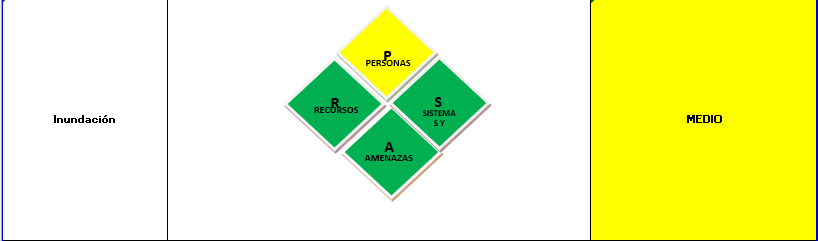 Inundación
P
PERSONAS
R
RECURSOS
S
SISTEMA
S Y
A
AMENAZAS
MEDIO